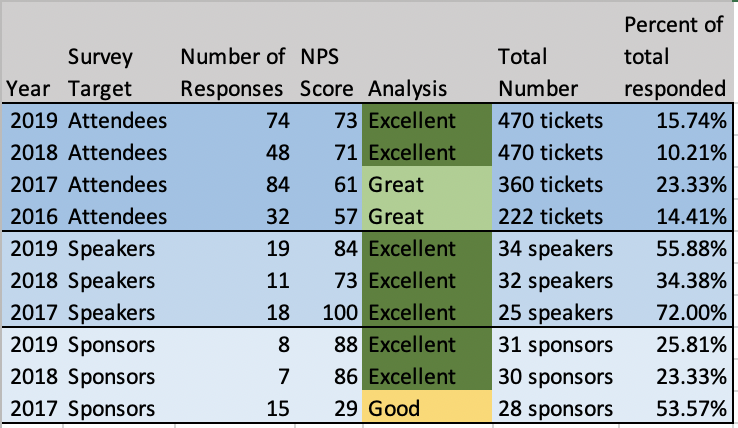 Year Survey Target Number of Responses NPS Score Analysis Total Number Percent of total responded
2019 Attendees 74 73 Excellent 470 tickets 15.74%
2018 Attendees 48 71 Excellent 470 tickets 10.21%
2017 Attendees 84 61 Great 360 tickets 23.33%
2016 Attendees 32 57 Great 222 tickets 14.41%
2019 Speakers 19 84 Excellent 34 speakers 55.88%
2018 Speakers 11 73 Excellent 32 speakers 34.38%
2017 Speakers 18 100 Excellent 25 speakers 72.00%
2019 Sponsors 8 88 Excellent 31 sponsors 25.81%
2018 Sponsors 7 86 Excellent 30 sponsors 23.33%
2017 Sponsors 15 29 Good 28 sponsors 53.57%